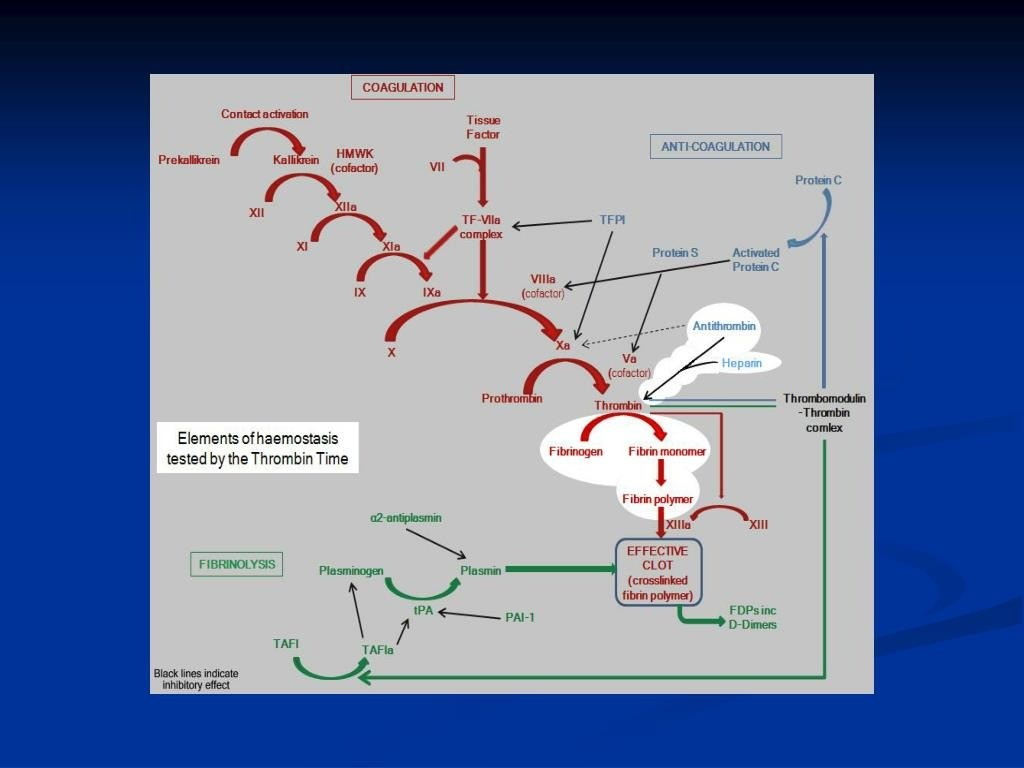 COAGULATION
Contact activation
Tissue
Factor
ANTI-COAGULATION
Prekallikrein
Kallikrein
HMWK
(cofactor)
VII
Protein C
XII
XIIa
TF-VIIa
complex
TFPI
XI
XIa
Protein S
Activated
Protein C
IX
IXa
VIIIa
(cofactor)
Antithrombin
X
Xa
Va
(cofactor)
Heparin
Prothrombin
Thrombin
Thrombomodulin
-Thrombin
comlex
Elements of haemostasis
tested by the Thrombin Time
Fibrinogen
Fibrin monomer
Fibrin polymer
XIIIa
XIII
α2-antiplasmin
FIBRINOLYSIS
Plasminogen
Plasmin
EFFECTIVE
CLOT
(crosslinked
fibrin polymer)
tPA
PAI-1
FDPs inc
D-Dimers
TAFI
TAFIa
Black lines indicate
inhibitory effect